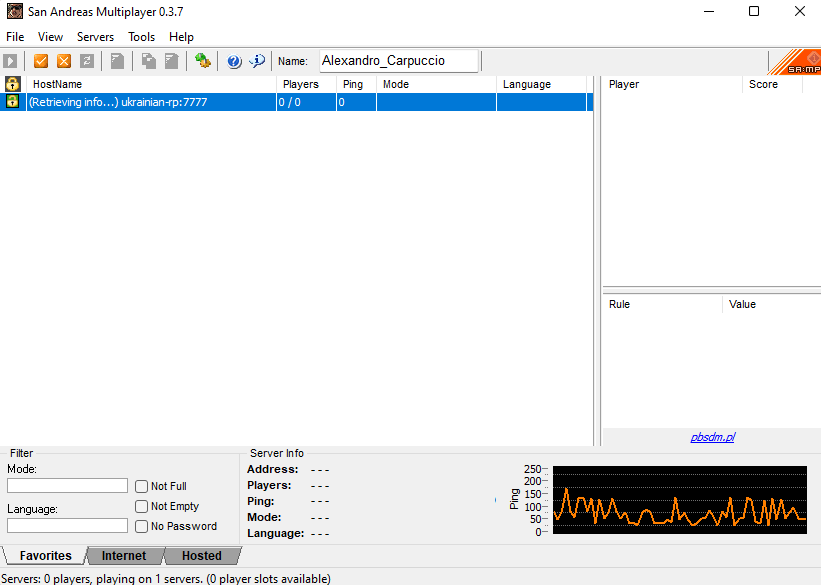 San Andreas Multiplayer 0.3.7
File View Servers Tools Help
Name: Alexandro_Carpuccio
SA:MP
HostName Players Ping Mode Language
(Retrieving info...) ukrainian-rp:7777 0 / 0 0
Player Score
Rule Value
pbsdm.pl
Filter
Mode:
Not Full
Not Empty
Language:
No Password
Server Info
Address: ---
Players: ---
Ping: ---
Mode: ---
Language: ---
Ping
250
200
150
100
50
0
Favorites Internet Hosted
Servers: 0 players, playing on 1 servers. (0 player slots available)